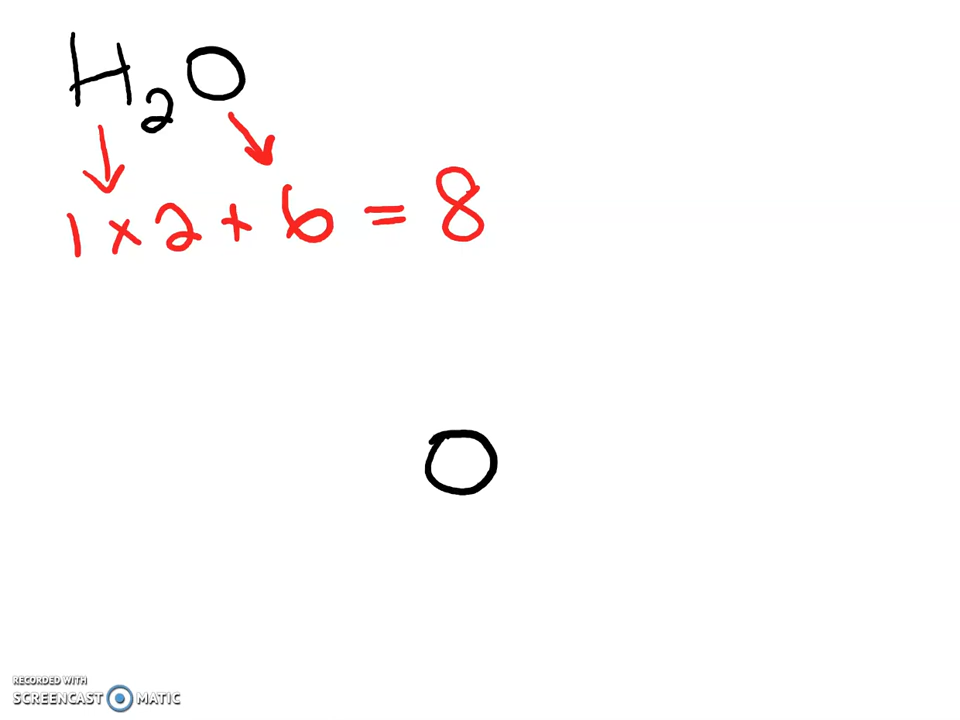 H₂O
1 × 2 + 6 = 8
O
RECORDED WITH
SCREENCAST MATIC